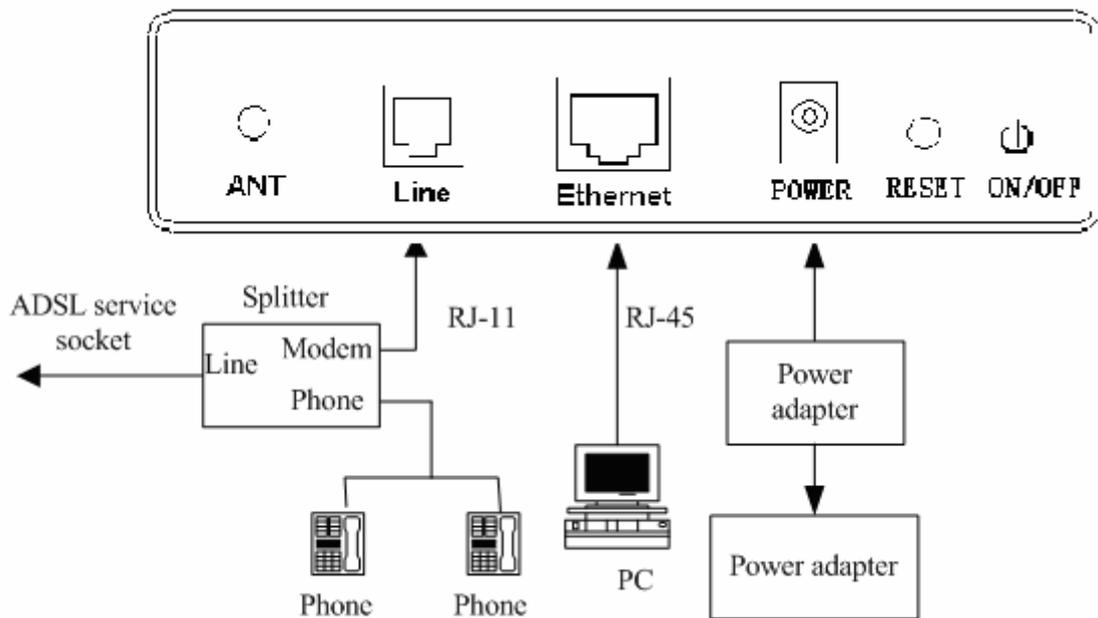 ANT
Line
Ethernet
POWER
RESET
ON/OFF
ADSL service
socket
Splitter
RJ-11
RJ-45
Line
Modem
Phone
Power
adapter
Phone
Phone
PC
Power adapter